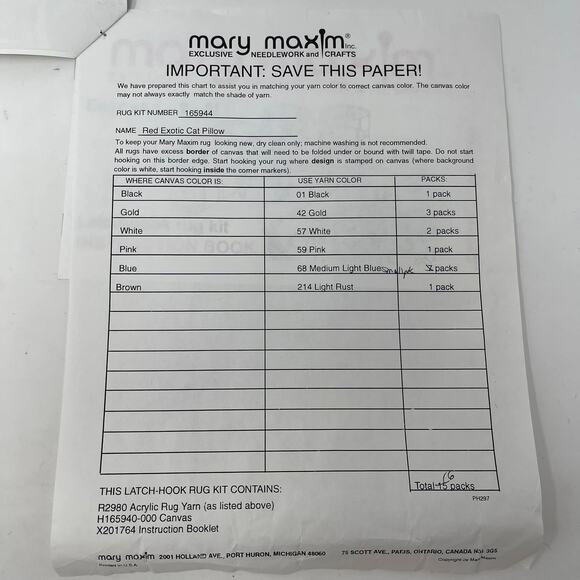 mary maxim® Inc.
EXCLUSIVE NEEDLEWORK and CRAFTS
IMPORTANT: SAVE THIS PAPER!
We have prepared this chart to assist you in matching your yarn color to correct canvas color. The canvas color
may not always exactly match the shade of yarn.
RUG KIT NUMBER 165944
NAME Red Exotic Cat Pillow
To keep your Mary Maxim rug looking new, dry clean only; machine washing is not recommended.
All rugs have excess border of canvas that will need to be folded under or bound with twill tape. Do not start
hooking on this border edge. Start hooking your rug where design is stamped on canvas (where background
color is white, start hooking inside the corner markers).
WHERE CANVAS COLOR IS: USE YARN COLOR PACKS:
Black 01 Black 1 pack
Gold 42 Gold 3 packs
White 57 White 2 packs
Pink 59 Pink 1 pack
Blue 68 Medium Light Blue packs
Brown 214 Light Rust 1 pack
16
Total 15 packs
PH297
THIS LATCH-HOOK RUG KIT CONTAINS:
R2980 Acrylic Rug Yarn (as listed above)
H165940-000 Canvas
X201764 Instruction Booklet
mary maxim 2001 HOLLAND AVE., PORT HURON, MICHIGAN 48060 75 SCOTT AVE., PARIS, ONTARIO, CANADA N3L 3G5
Printed in U.S.A. Copyright by Mary Maxim